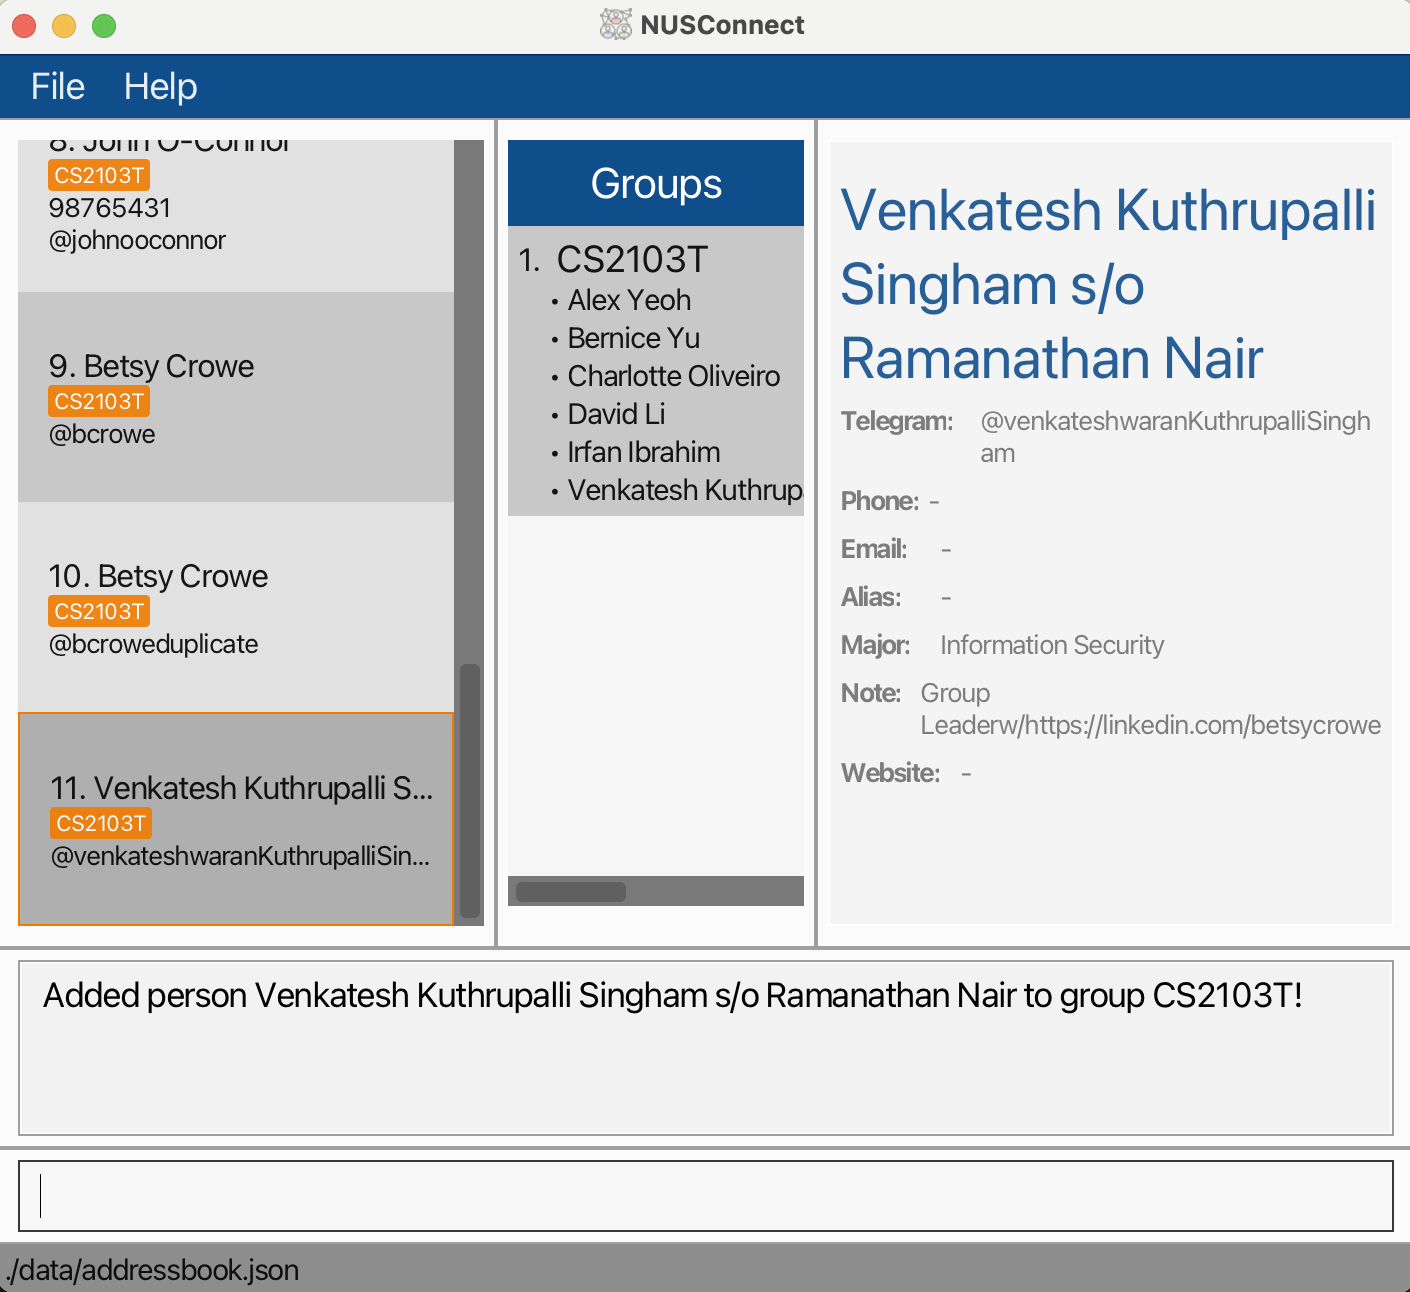 NUSConnect
File Help
8. John O-Connor
CS2103T
98765431
@johnooconnor
9. Betsy Crowe
CS2103T
@bcrowe
10. Betsy Crowe
CS2103T
@bcroweduplicate
11. Venkatesh Kuthrupalli S...
CS2103T
@venkateshwaranKuthrupalliSin...
Groups
1. CS2103T
• Alex Yeoh
• Bernice Yu
• Charlotte Oliveiro
• David Li
• Irfan Ibrahim
• Venkatesh Kuthrupa
Venkatesh Kuthrupalli
Singham s/o
Ramanathan Nair
Telegram: @venkateshwaranKuthrupalliSingh
am
Phone: -
Email: -
Alias: -
Major: Information Security
Note: Group
Leaderw/https://linkedin.com/betsycrowe
Website: -
Added person Venkatesh Kuthrupalli Singham s/o Ramanathan Nair to group CS2103T!
./data/addressbook.json